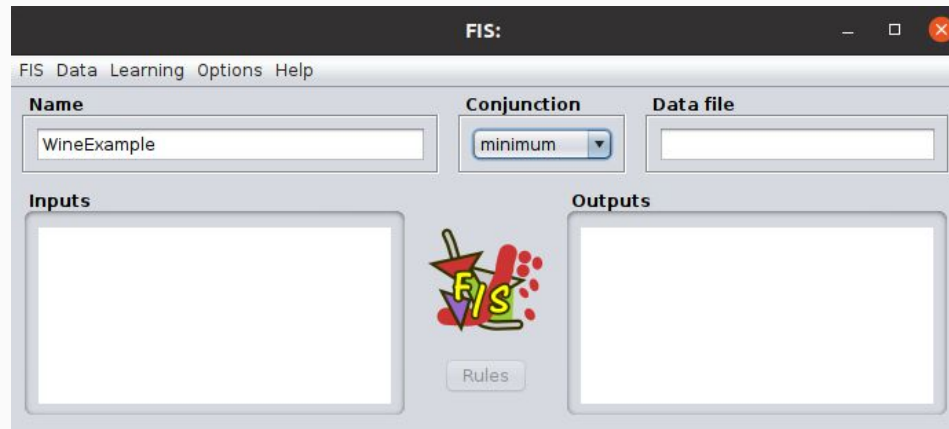 FIS:
FIS Data Learning Options Help
Name Conjunction Data file
WineExample minimum
Inputs Outputs
FIS
Rules